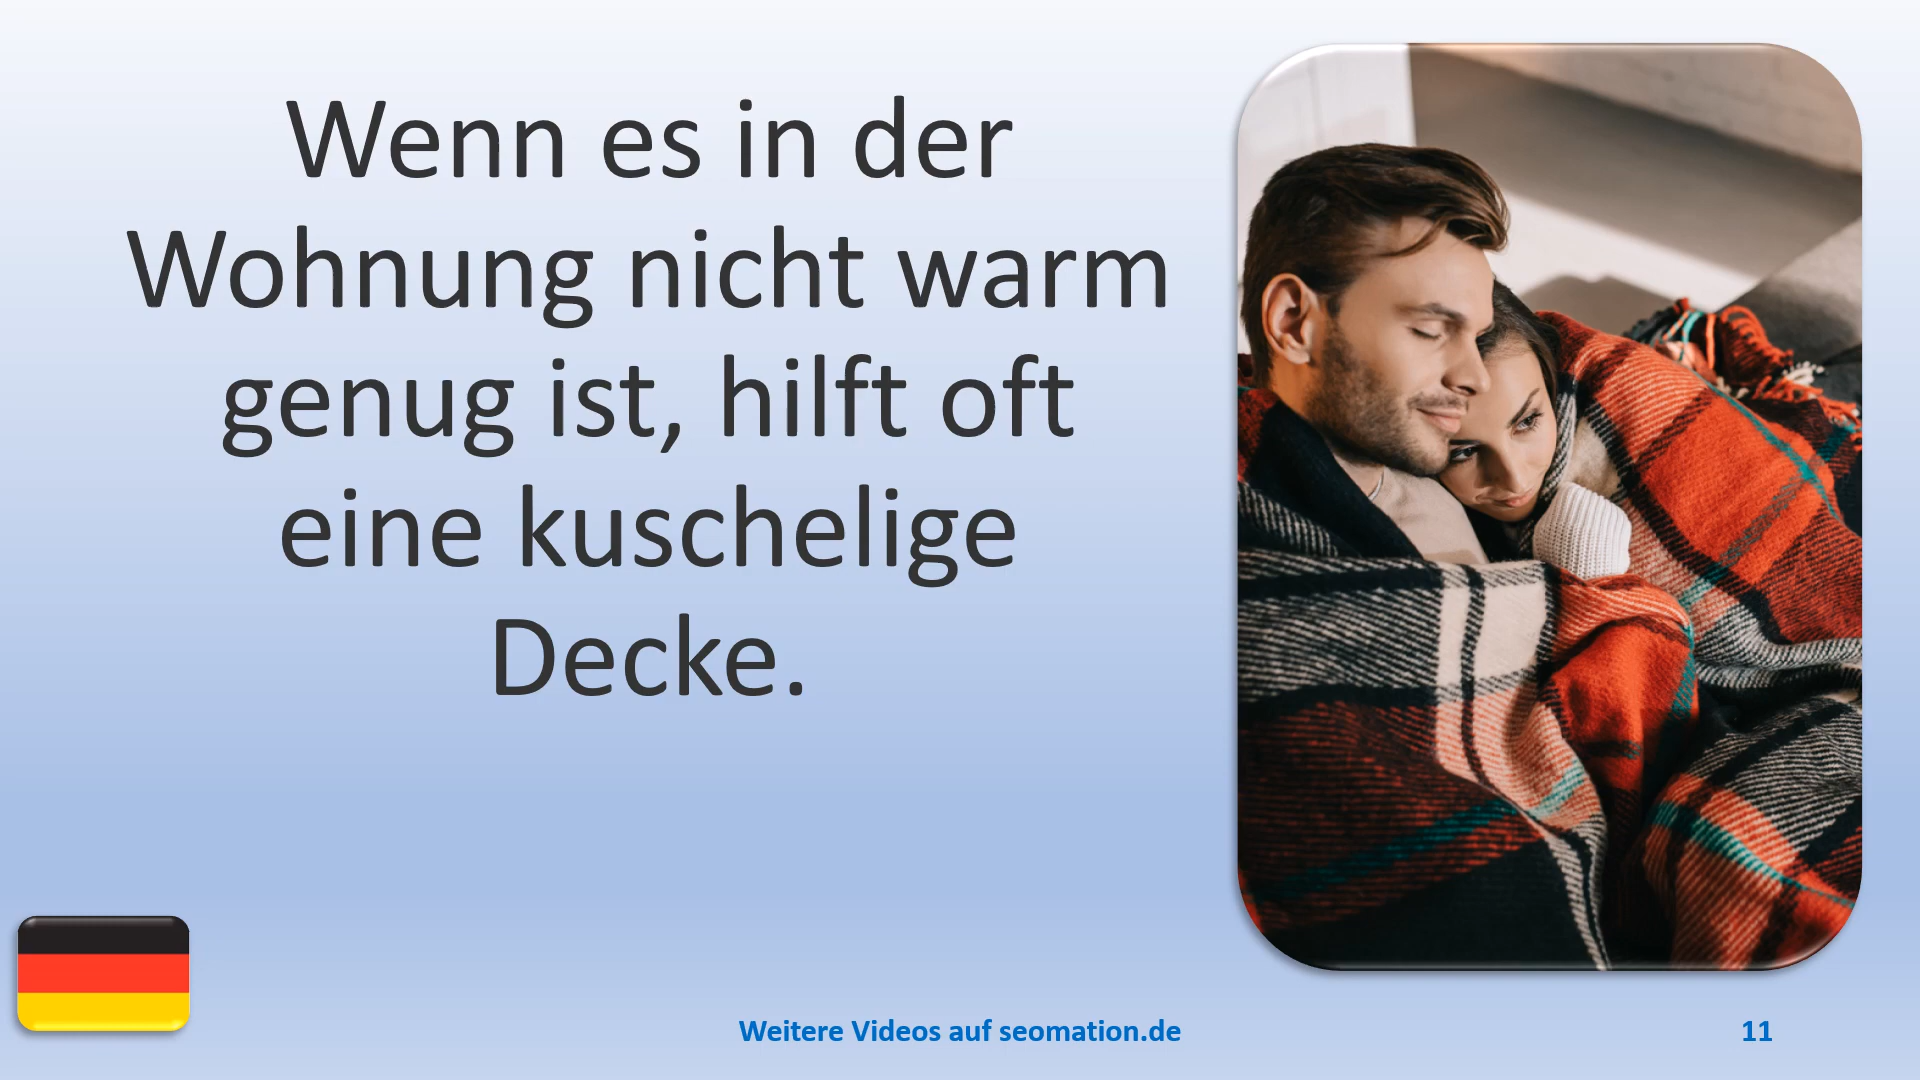 Wenn es in der
Wohnung nicht warm
genug ist, hilft oft
eine kuschelige
Decke.
Weitere Videos auf seomation.de
11